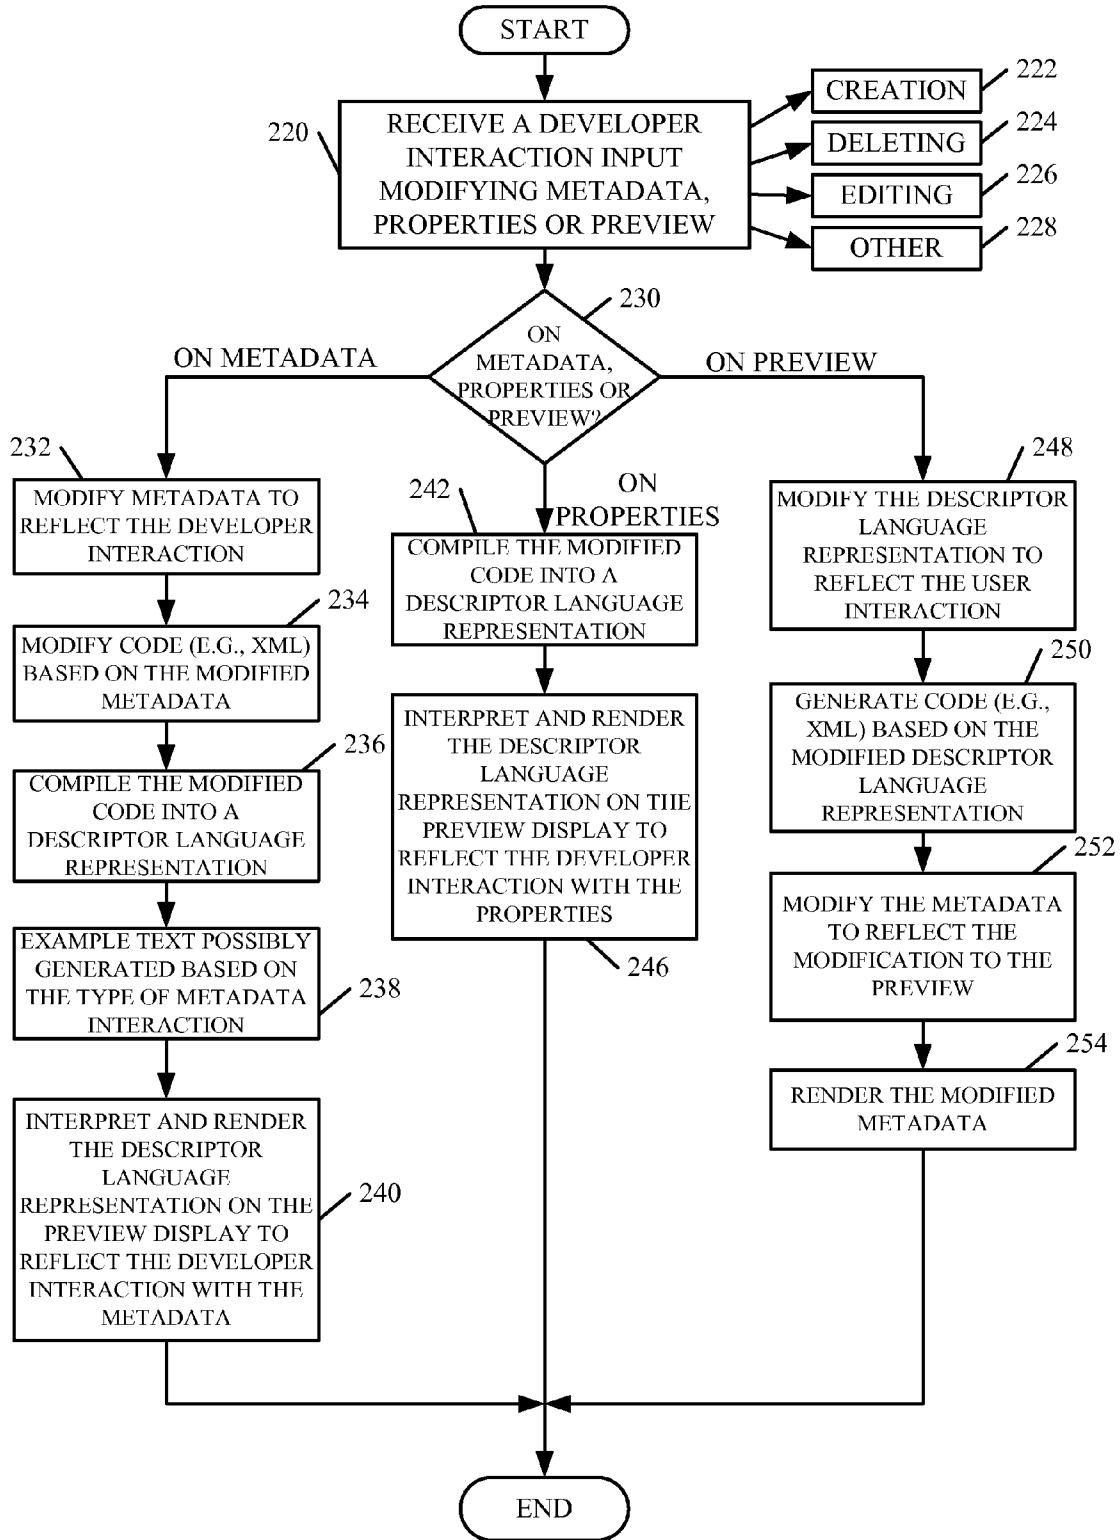 START
220
RECEIVE A DEVELOPER
INTERACTION INPUT
MODIFYING METADATA,
PROPERTIES OR PREVIEW
CREATION
222
DELETING
224
EDITING
226
OTHER
228
230
ON
METADATA,
PROPERTIES OR
PREVIEW?
ON METADATA
ON PREVIEW
ON
PROPERTIES
232
MODIFY METADATA TO
REFLECT THE DEVELOPER
INTERACTION
234
MODIFY CODE (E.G., XML)
BASED ON THE MODIFIED
METADATA
236
COMPILE THE MODIFIED
CODE INTO A
DESCRIPTOR LANGUAGE
REPRESENTATION
EXAMPLE TEXT POSSIBLY
GENERATED BASED ON
THE TYPE OF METADATA
INTERACTION
238
INTERPRET AND RENDER
THE DESCRIPTOR
LANGUAGE
REPRESENTATION ON THE
PREVIEW DISPLAY TO
REFLECT THE DEVELOPER
INTERACTION WITH THE
METADATA
240
242
COMPILE THE MODIFIED
CODE INTO A
DESCRIPTOR LANGUAGE
REPRESENTATION
INTERPRET AND RENDER
THE DESCRIPTOR
LANGUAGE
REPRESENTATION ON THE
PREVIEW DISPLAY TO
REFLECT THE DEVELOPER
INTERACTION WITH THE
PROPERTIES
246
248
MODIFY THE DESCRIPTOR
LANGUAGE
REPRESENTATION TO
REFLECT THE USER
INTERACTION
250
GENERATE CODE (E.G.,
XML) BASED ON THE
MODIFIED DESCRIPTOR
LANGUAGE
REPRESENTATION
252
MODIFY THE METADATA
TO REFLECT THE
MODIFICATION TO THE
PREVIEW
254
RENDER THE MODIFIED
METADATA
END